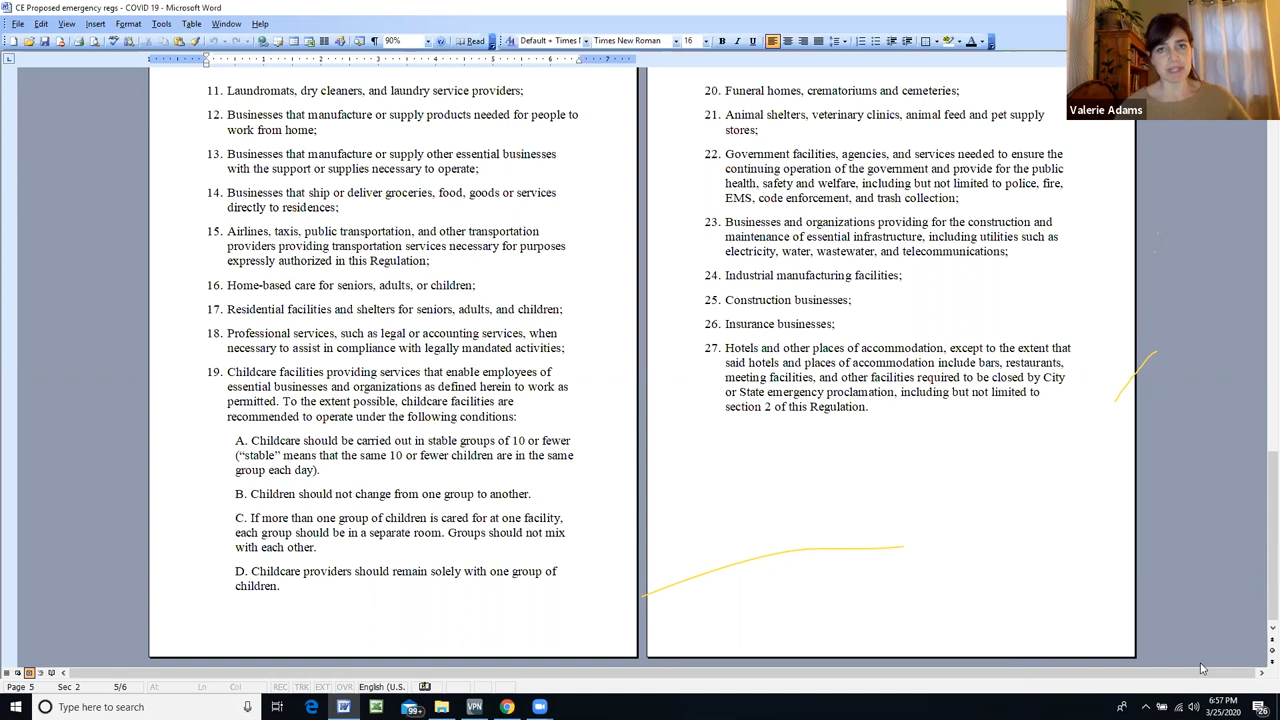 CE Proposed emergency regs - COVID 19 - Microsoft Word
File Edit View Insert Format Tools Table Window Help
90% Read Default + Times Times New Roman 16 B I U
11. Laundromats, dry cleaners, and laundry service providers;
12. Businesses that manufacture or supply products needed for people to
work from home;
13. Businesses that manufacture or supply other essential businesses
with the support or supplies necessary to operate;
14. Businesses that ship or deliver groceries, food, goods or services
directly to residences;
15. Airlines, taxis, public transportation, and other transportation
providers providing transportation services necessary for purposes
expressly authorized in this Regulation;
16. Home-based care for seniors, adults, or children;
17. Residential facilities and shelters for seniors, adults, and children;
18. Professional services, such as legal or accounting services, when
necessary to assist in compliance with legally mandated activities;
19. Childcare facilities providing services that enable employees of
essential businesses and organizations as defined herein to work as
permitted. To the extent possible, childcare facilities are
recommended to operate under the following conditions:
A. Childcare should be carried out in stable groups of 10 or fewer
(“stable” means that the same 10 or fewer children are in the same
group each day).
B. Children should not change from one group to another.
C. If more than one group of children is cared for at one facility,
each group should be in a separate room. Groups should not mix
with each other.
D. Childcare providers should remain solely with one group of
children.
20. Funeral homes, crematoriums and cemeteries;
21. Animal shelters, veterinary clinics, animal feed and pet supply
stores;
22. Government facilities, agencies, and services needed to ensure the
continuing operation of the government and provide for the public
health, safety and welfare, including but not limited to police, fire,
EMS, code enforcement, and trash collection;
23. Businesses and organizations providing for the construction and
maintenance of essential infrastructure, including utilities such as
electricity, water, wastewater, and telecommunications;
24. Industrial manufacturing facilities;
25. Construction businesses;
26. Insurance businesses;
27. Hotels and other places of accommodation, except to the extent that
said hotels and places of accommodation include bars, restaurants,
meeting facilities, and other facilities required to be closed by City
or State emergency proclamation, including but not limited to
section 2 of this Regulation.
Valerie Adams
Page 5 Sec 2 5/6 At Ln Col REC TRK EXT OVR English (U.S.
Type here to search 99+ VPN 6:57 PM
3/25/2020 26